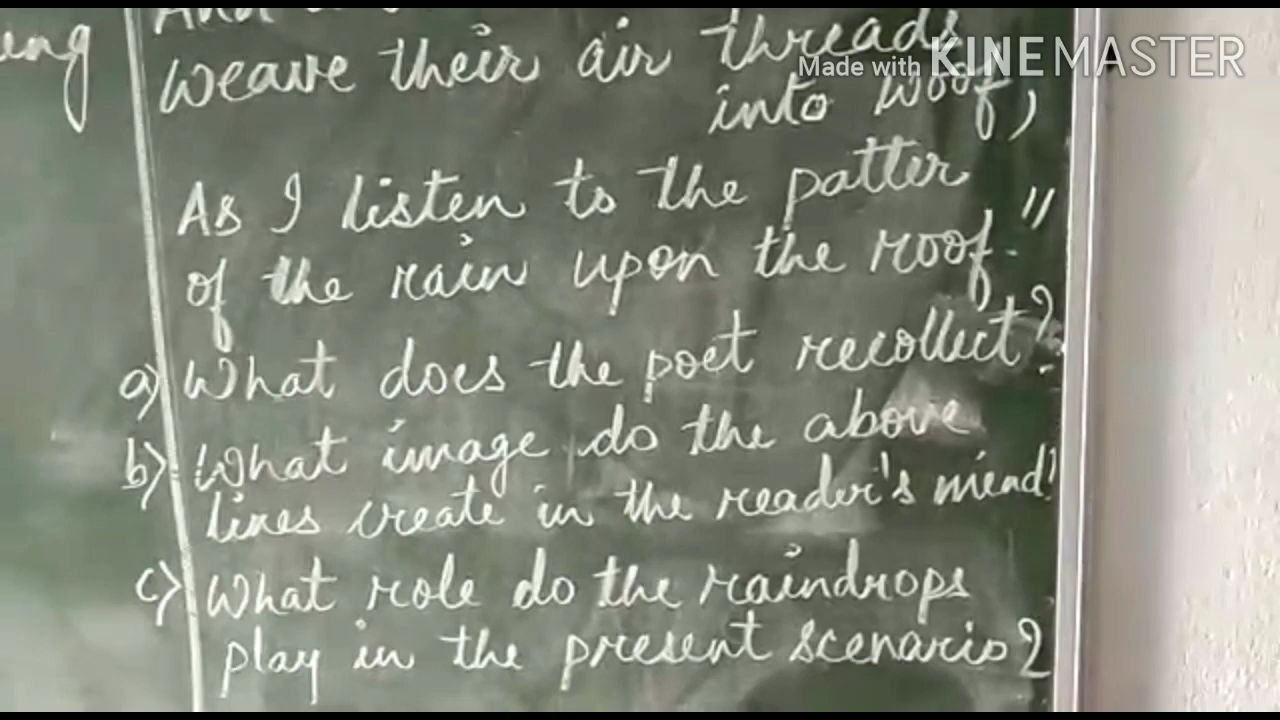 ing
And
weave their air threads
into woof,
As I listen to the patter
of the rain upon the roof."
a) What does the poet recollect?
b) What image do the above
lines create in the reader's mind?
c) What role do the raindrops
play in the present scenario?
Made with KINEMASTER